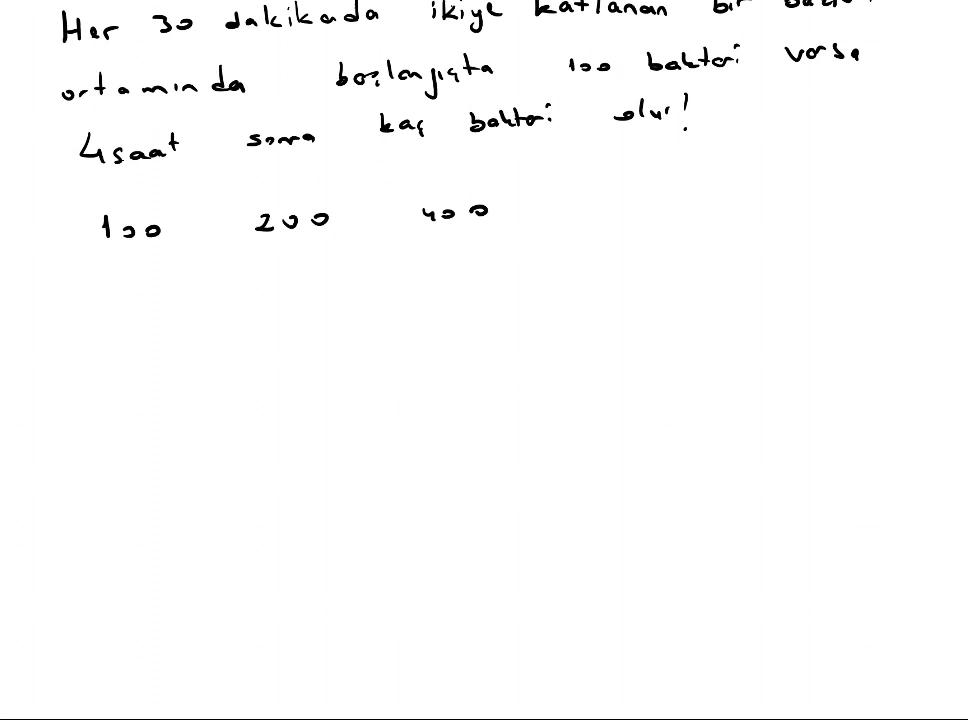 Her 30 dakikada ikiye katlanan bir
ortamında başlangıçta 100 bakteri varsa
4saat sonra kaç bakteri olur?
100 200 400